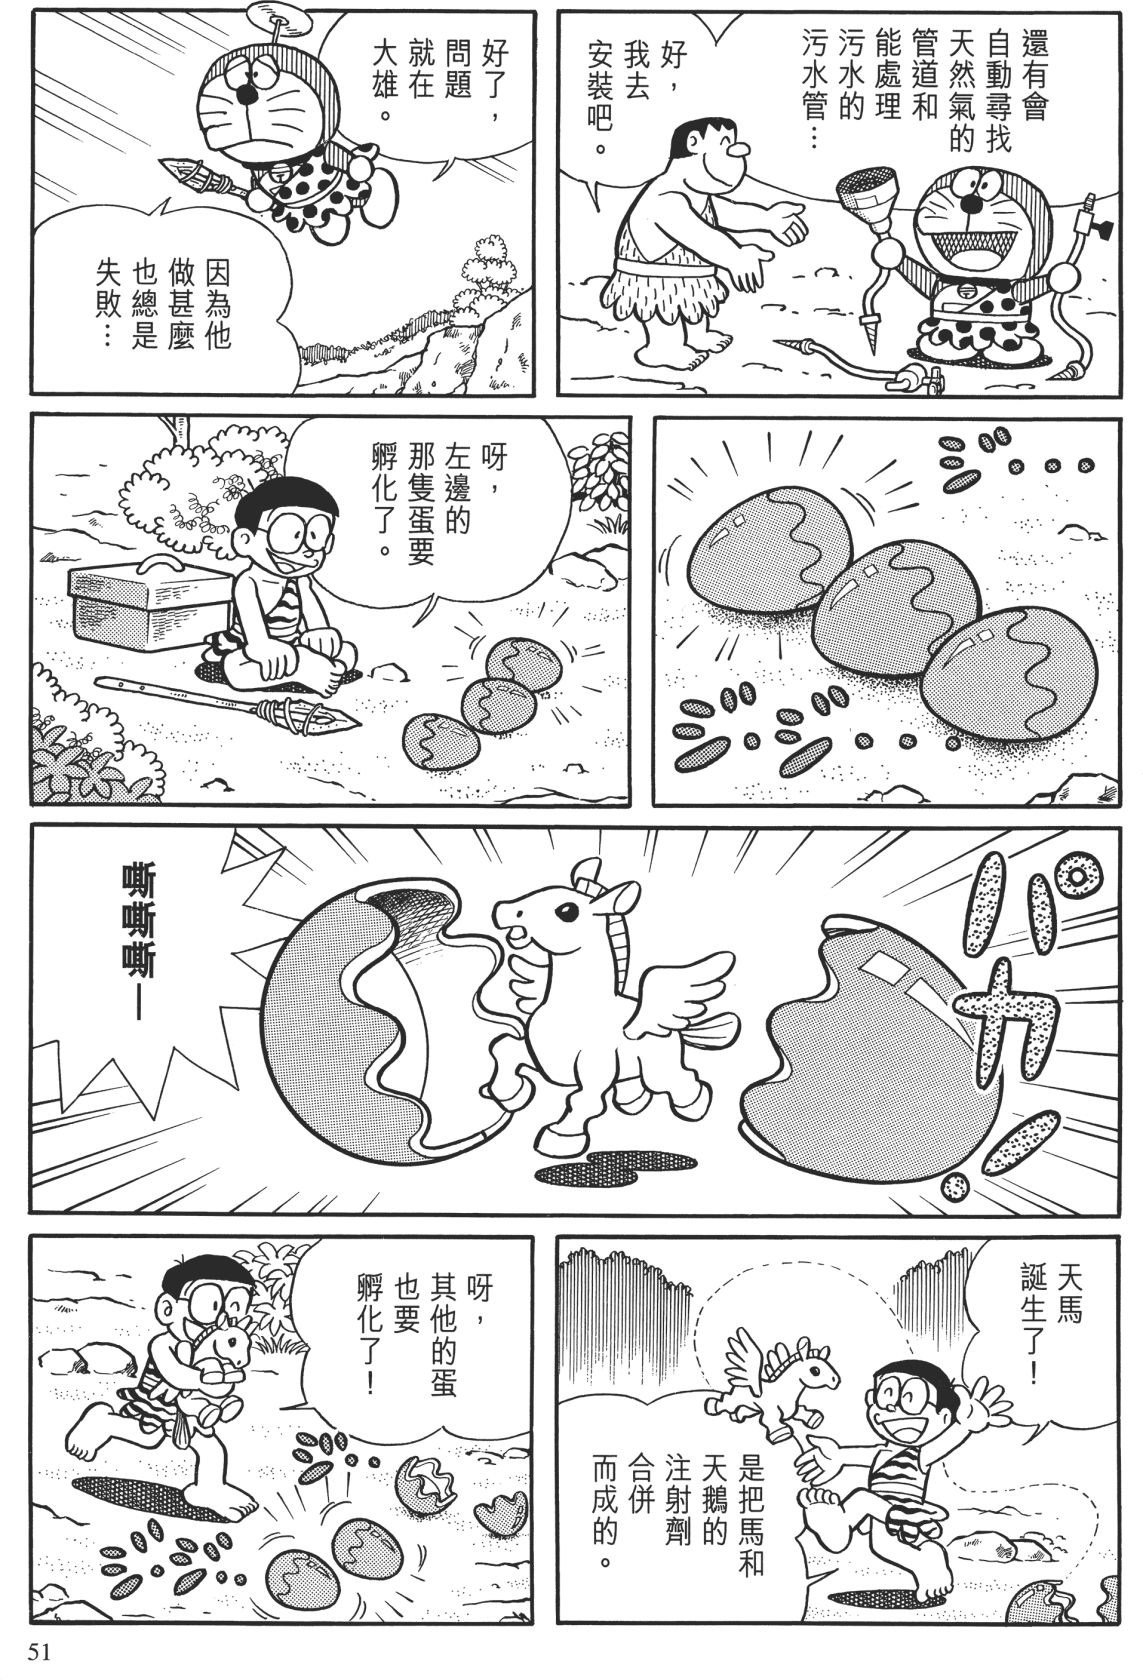 還有會
自動尋找
天然氣的
管道和
能處理
污水的
污水管…
好，
我去
安裝吧。
好了，
問題
就在
大雄。
因為他
做甚麼
也總是
失敗…
呀，
左邊的
那隻蛋要
孵化了。
パカッ
嘶嘶嘶—
天馬
誕生了！
是把馬和
天鵝的
注射劑
合併
而成的。
呀，
其他的蛋
也要
孵化了！
51